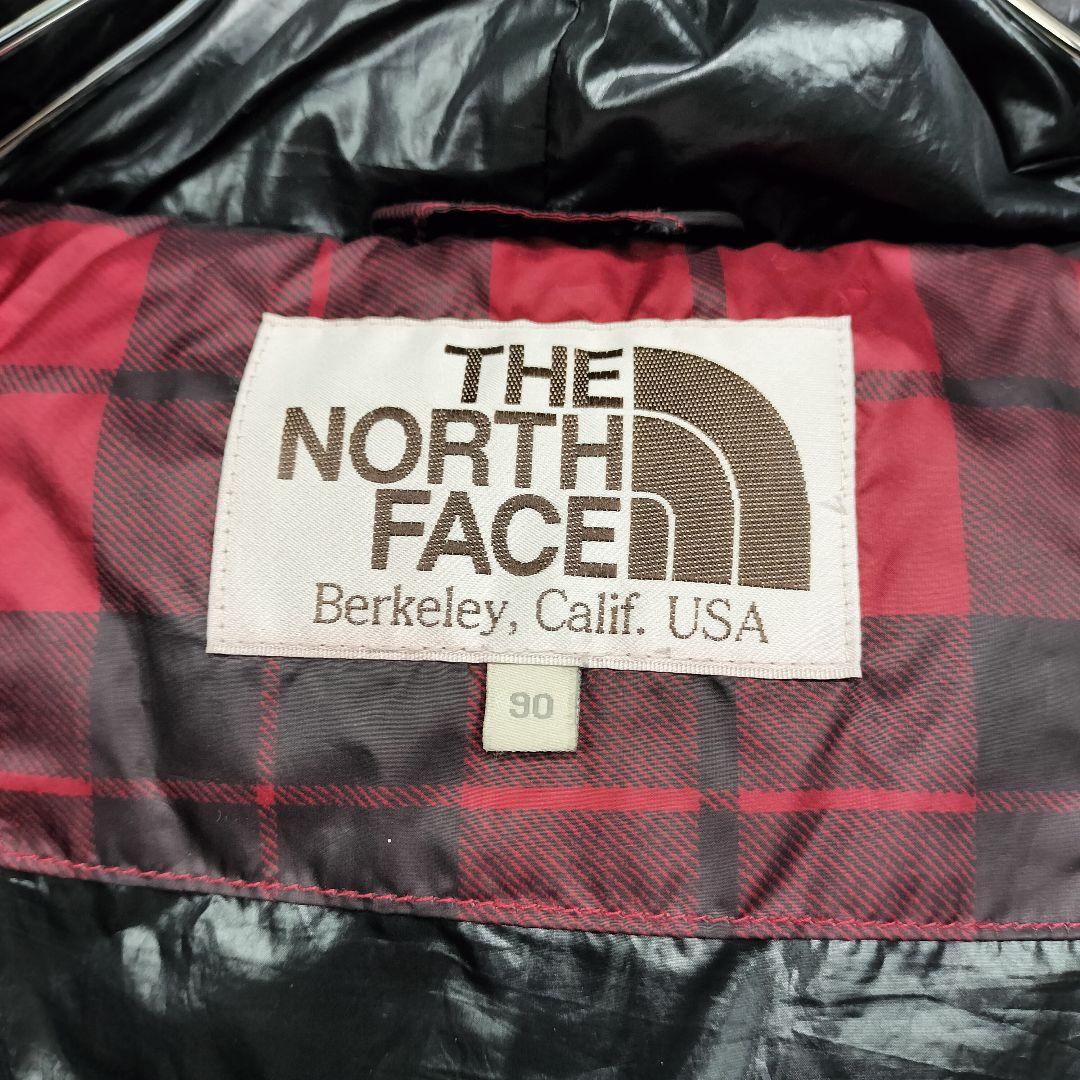 THE
NORTH
FACE
Berkeley, Calif. USA
90